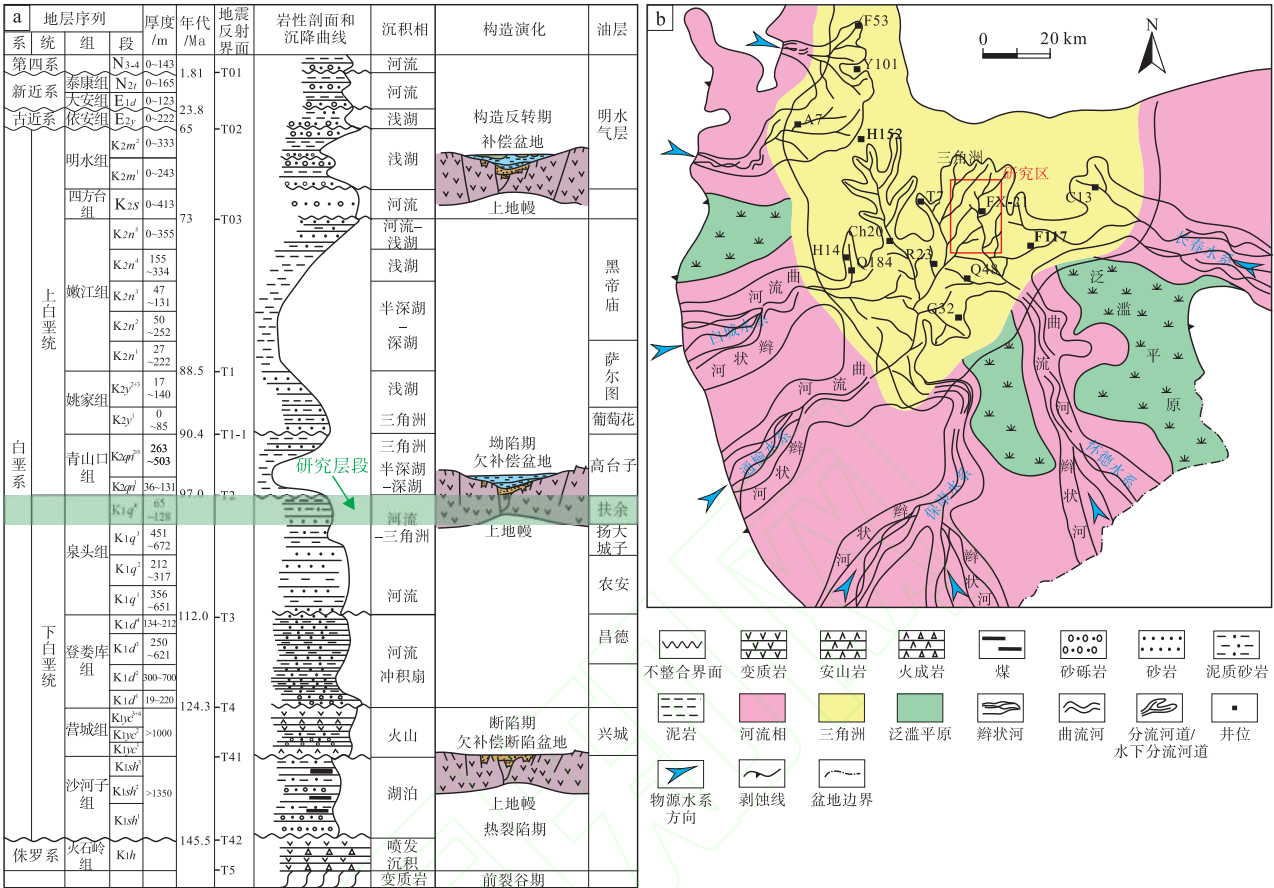 a
地层序列
厚度/m
年代/Ma
地震反射界面
岩性剖面和沉降曲线
沉积相
构造演化
油层
系
统
组
段
第四系
N3-4
0~143
河流
1.81
T01
新近系
泰康组
N2t
0~165
河流
大安组
E1d
0~123
23.8
古近系
依安组
E2y
0~222
浅湖
65
T02
构造反转期
补偿盆地
上地幔
明水气层
白垩系
上白垩统
明水组
K2m²
0~333
K2m¹
0~243
浅湖
四方台组
K2s
0~413
河流
73
T03
嫩江组
K2n⁵
0~355
河流–浅湖
K2n⁴
155~334
浅湖
K2n³
47~131
半深湖–深湖
K2n²
50~252
K2n¹
27~222
黑帝庙
88.5
T1
萨尔图
姚家组
K2y²⁺³
17~140
浅湖
K2y¹
0~85
三角洲
葡萄花
90.4
T1-1
青山口组
263~503
三角洲
36~131
半深湖–深湖
高台子
坳陷期
欠补偿盆地
上地幔
研究层段
97.0
T2
下白垩统
泉头组
K1q⁴
65~128
河流–三角洲
扶余
K1q³
451~672
扬大城子
K1q²
212~317
K1q¹
356~651
河流
农安
112.0
T3
登娄库组
K1d⁴
134~212
K1d³
250~621
K1d²
300~700
K1d¹
19~220
河流
冲积扇
昌德
124.3
T4
营城组
K1yc³⁺⁴
K1yc²
K1yc¹
>1000
火山
断陷期
欠补偿断陷盆地
兴城
T41
沙河子组
K1sh³
K1sh²
K1sh¹
>1350
湖泊
上地幔
热裂陷期
145.5
T42
侏罗系
火石岭组
K1h
喷发沉积
T5
变质岩
前裂谷期
b
0
20 km
N
F53
Y101
A7
H152
三角洲
研究区
T7
FX-21
C13
Ch20
F117
H14
Q184
R23
Q48
G32
长春水系
白城水系
保康水系
怀德水系
泛滥平原
曲流河
辫状河
曲流河
辫状河
曲流河
辫状河
辫状河
辫状河
不整合界面
变质岩
安山岩
火成岩
煤
砂砾岩
砂岩
泥质砂岩
泥岩
河流相
三角洲
泛滥平原
辫状河
曲流河
分流河道/
水下分流河道
井位
物源水系
方向
剥蚀线
盆地边界